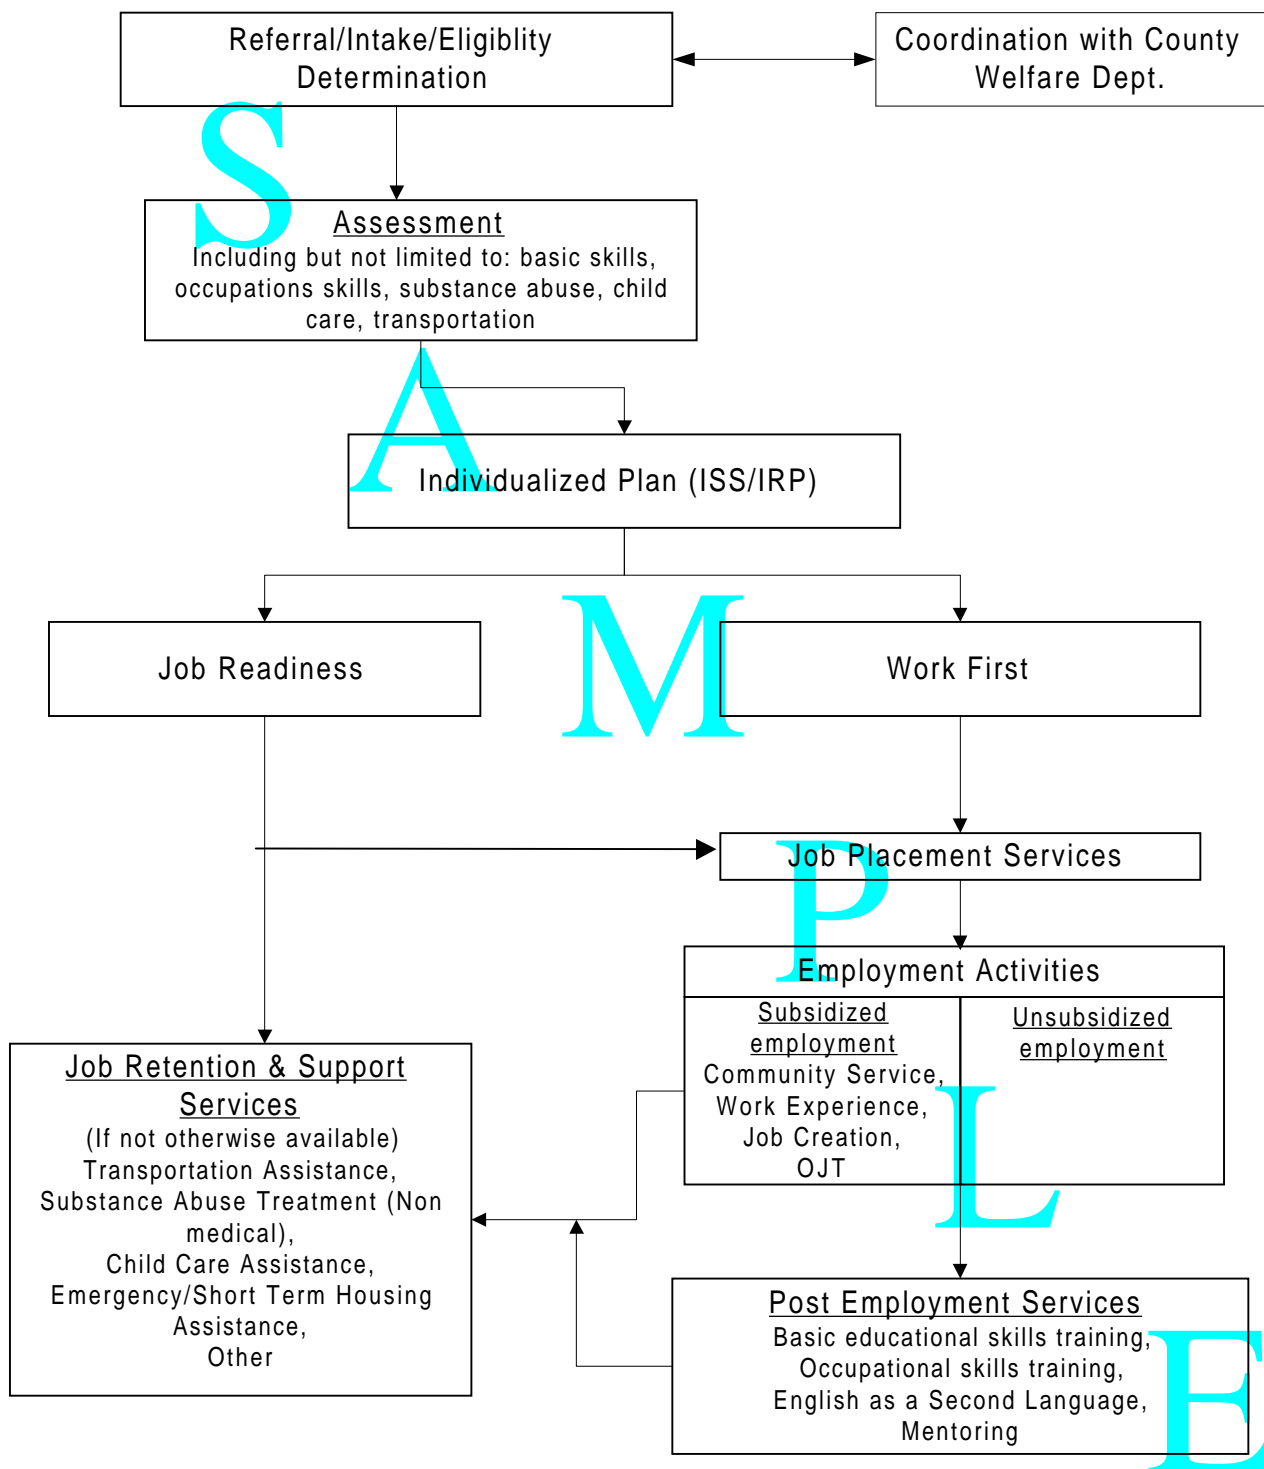 Referral/Intake/Eligiblity
Determination
Coordination with County
Welfare Dept.
S
Assessment
Including but not limited to: basic skills,
occupations skills, substance abuse, child
care, transportation
A
Individualized Plan (ISS/IRP)
M
Job Readiness
Work First
P
Job Placement Services
Employment Activities
Subsidized
employment
Community Service,
Work Experience,
Job Creation,
OJT
Unsubsidized
employment
L
Job Retention & Support
Services
(If not otherwise available)
Transportation Assistance,
Substance Abuse Treatment (Non
medical),
Child Care Assistance,
Emergency/Short Term Housing
Assistance,
Other
Post Employment Services
Basic educational skills training,
Occupational skills training,
English as a Second Language,
Mentoring
E